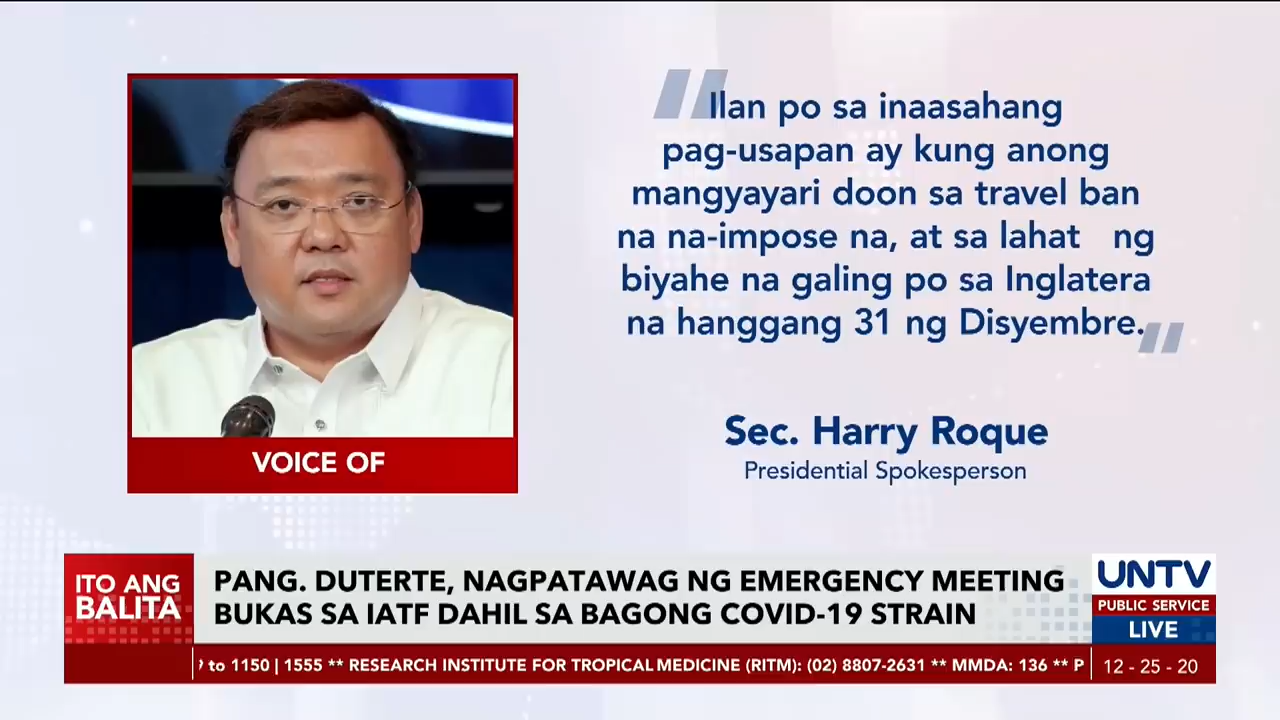 Ilan po sa inaasahang
pag-usapan ay kung anong
mangyayari doon sa travel ban
na na-impose na, at sa lahat ng
biyahe na galing po sa Inglatera
na hanggang 31 ng Disyembre.
Sec. Harry Roque
Presidential Spokesperson
VOICE OF
ITO ANG
BALITA
PANG. DUTERTE, NAGPATAWAG NG EMERGENCY MEETING
BUKAS SA IATF DAHIL SA BAGONG COVID-19 STRAIN
UNTV
PUBLIC SERVICE
LIVE
to 1150 | 1555 ** RESEARCH INSTITUTE FOR TROPICAL MEDICINE (RITM): (02) 8807-2631 ** MMDA: 136 ** P
12 - 25 - 20